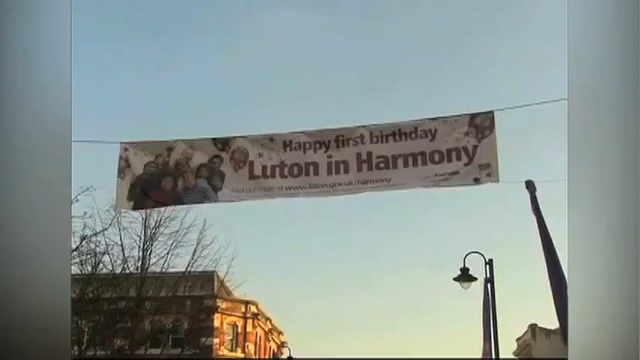 Happy first birthday
Luton in Harmony
Find out more at www.luton.gov.uk/harmony